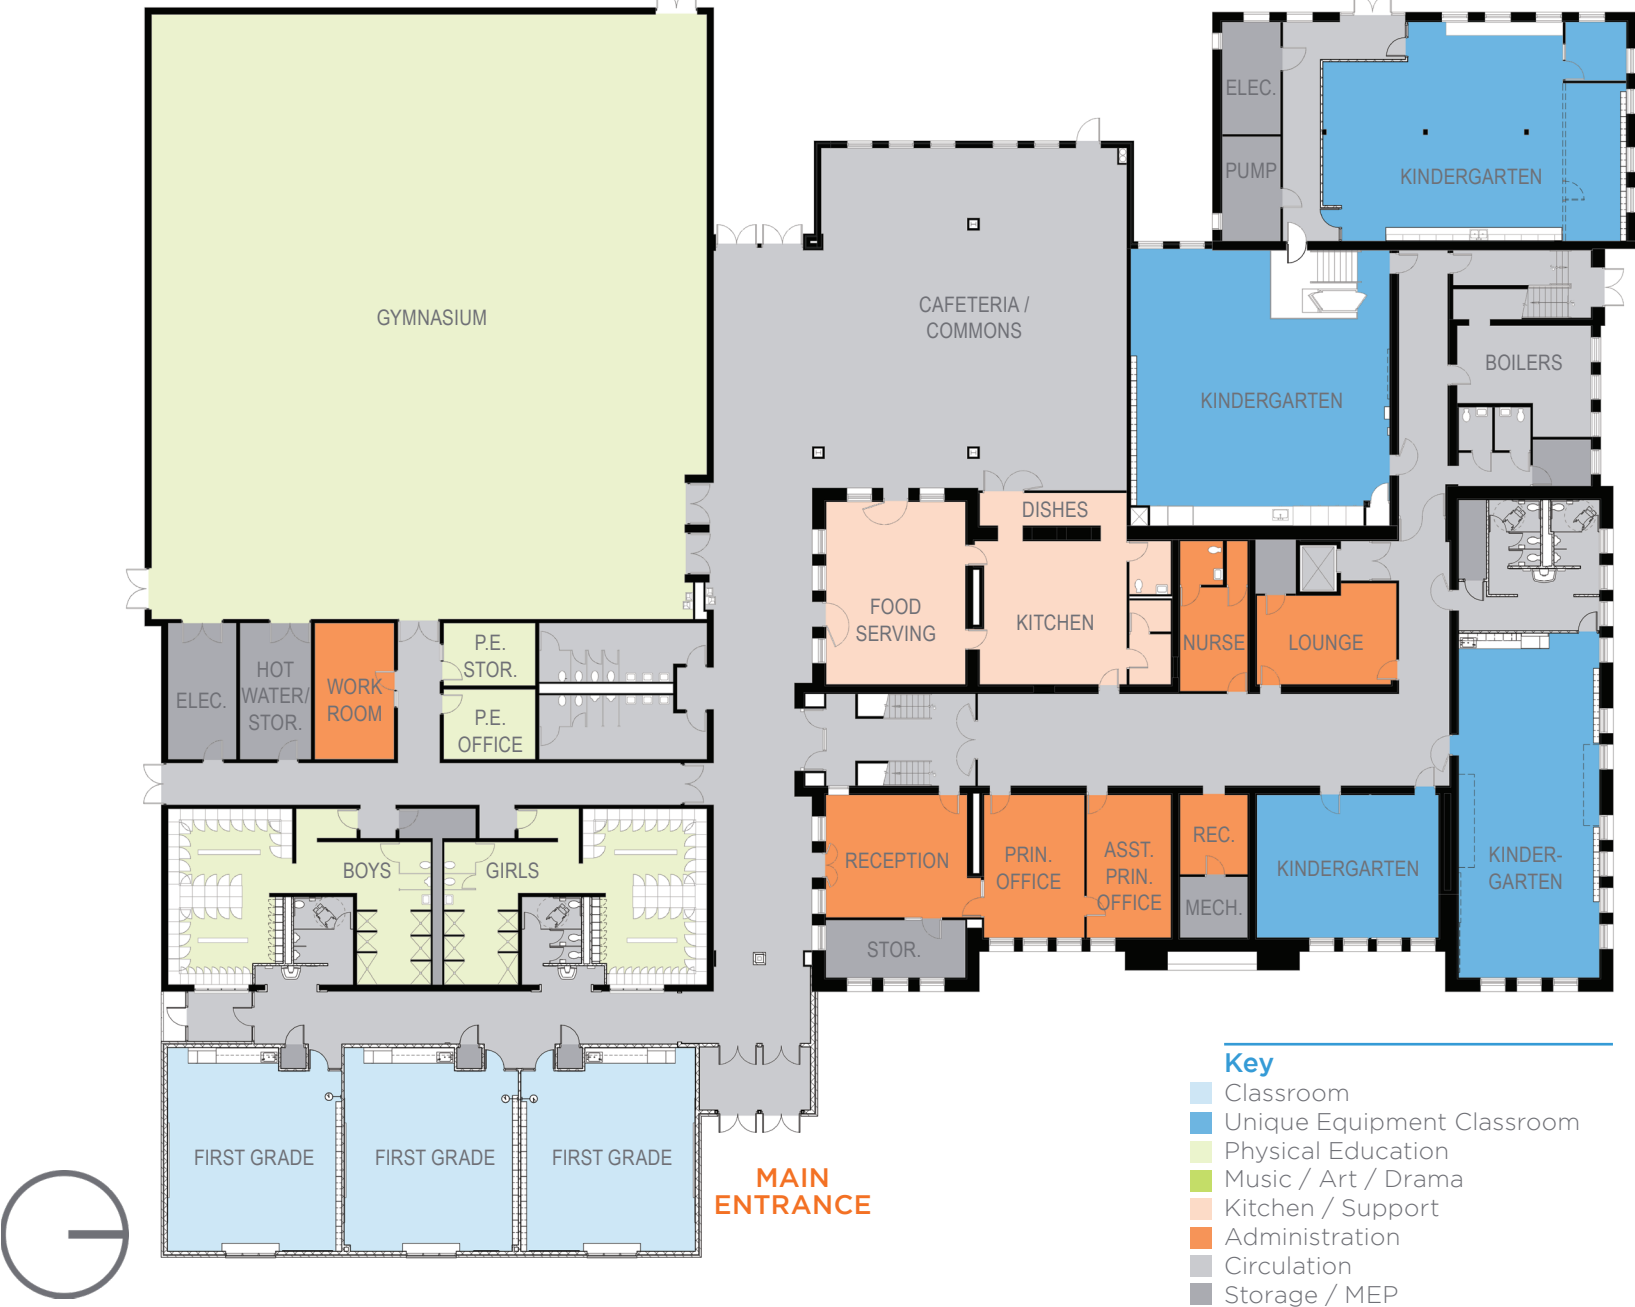 ELEC.
PUMP
KINDERGARTEN
GYMNASIUM
CAFETERIA /
COMMONS
KINDERGARTEN
BOILERS
DISHES
FOOD
SERVING
KITCHEN
NURSE
LOUNGE
ELEC.
HOT
WATER/
STOR.
WORK
ROOM
P.E.
STOR.
P.E.
OFFICE
BOYS
GIRLS
RECEPTION
PRIN.
OFFICE
ASST.
PRIN.
OFFICE
REC.
MECH.
KINDERGARTEN
KINDER-
GARTEN
STOR.
FIRST GRADE
FIRST GRADE
FIRST GRADE
MAIN
ENTRANCE
Key
Classroom
Unique Equipment Classroom
Physical Education
Music / Art / Drama
Kitchen / Support
Administration
Circulation
Storage / MEP